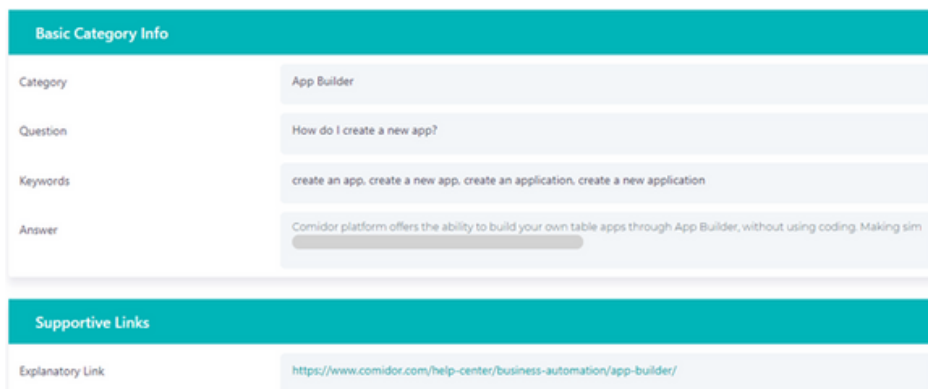 Basic Category Info
Category App Builder
Question How do I create a new app?
Keywords create an app, create a new app, create an application, create a new application
Answer Comidor platform offers the ability to build your own table apps through App Builder, without using coding. Making sim
Supportive Links
Explanatory Link https://www.comidor.com/help-center/business-automation/app-builder/